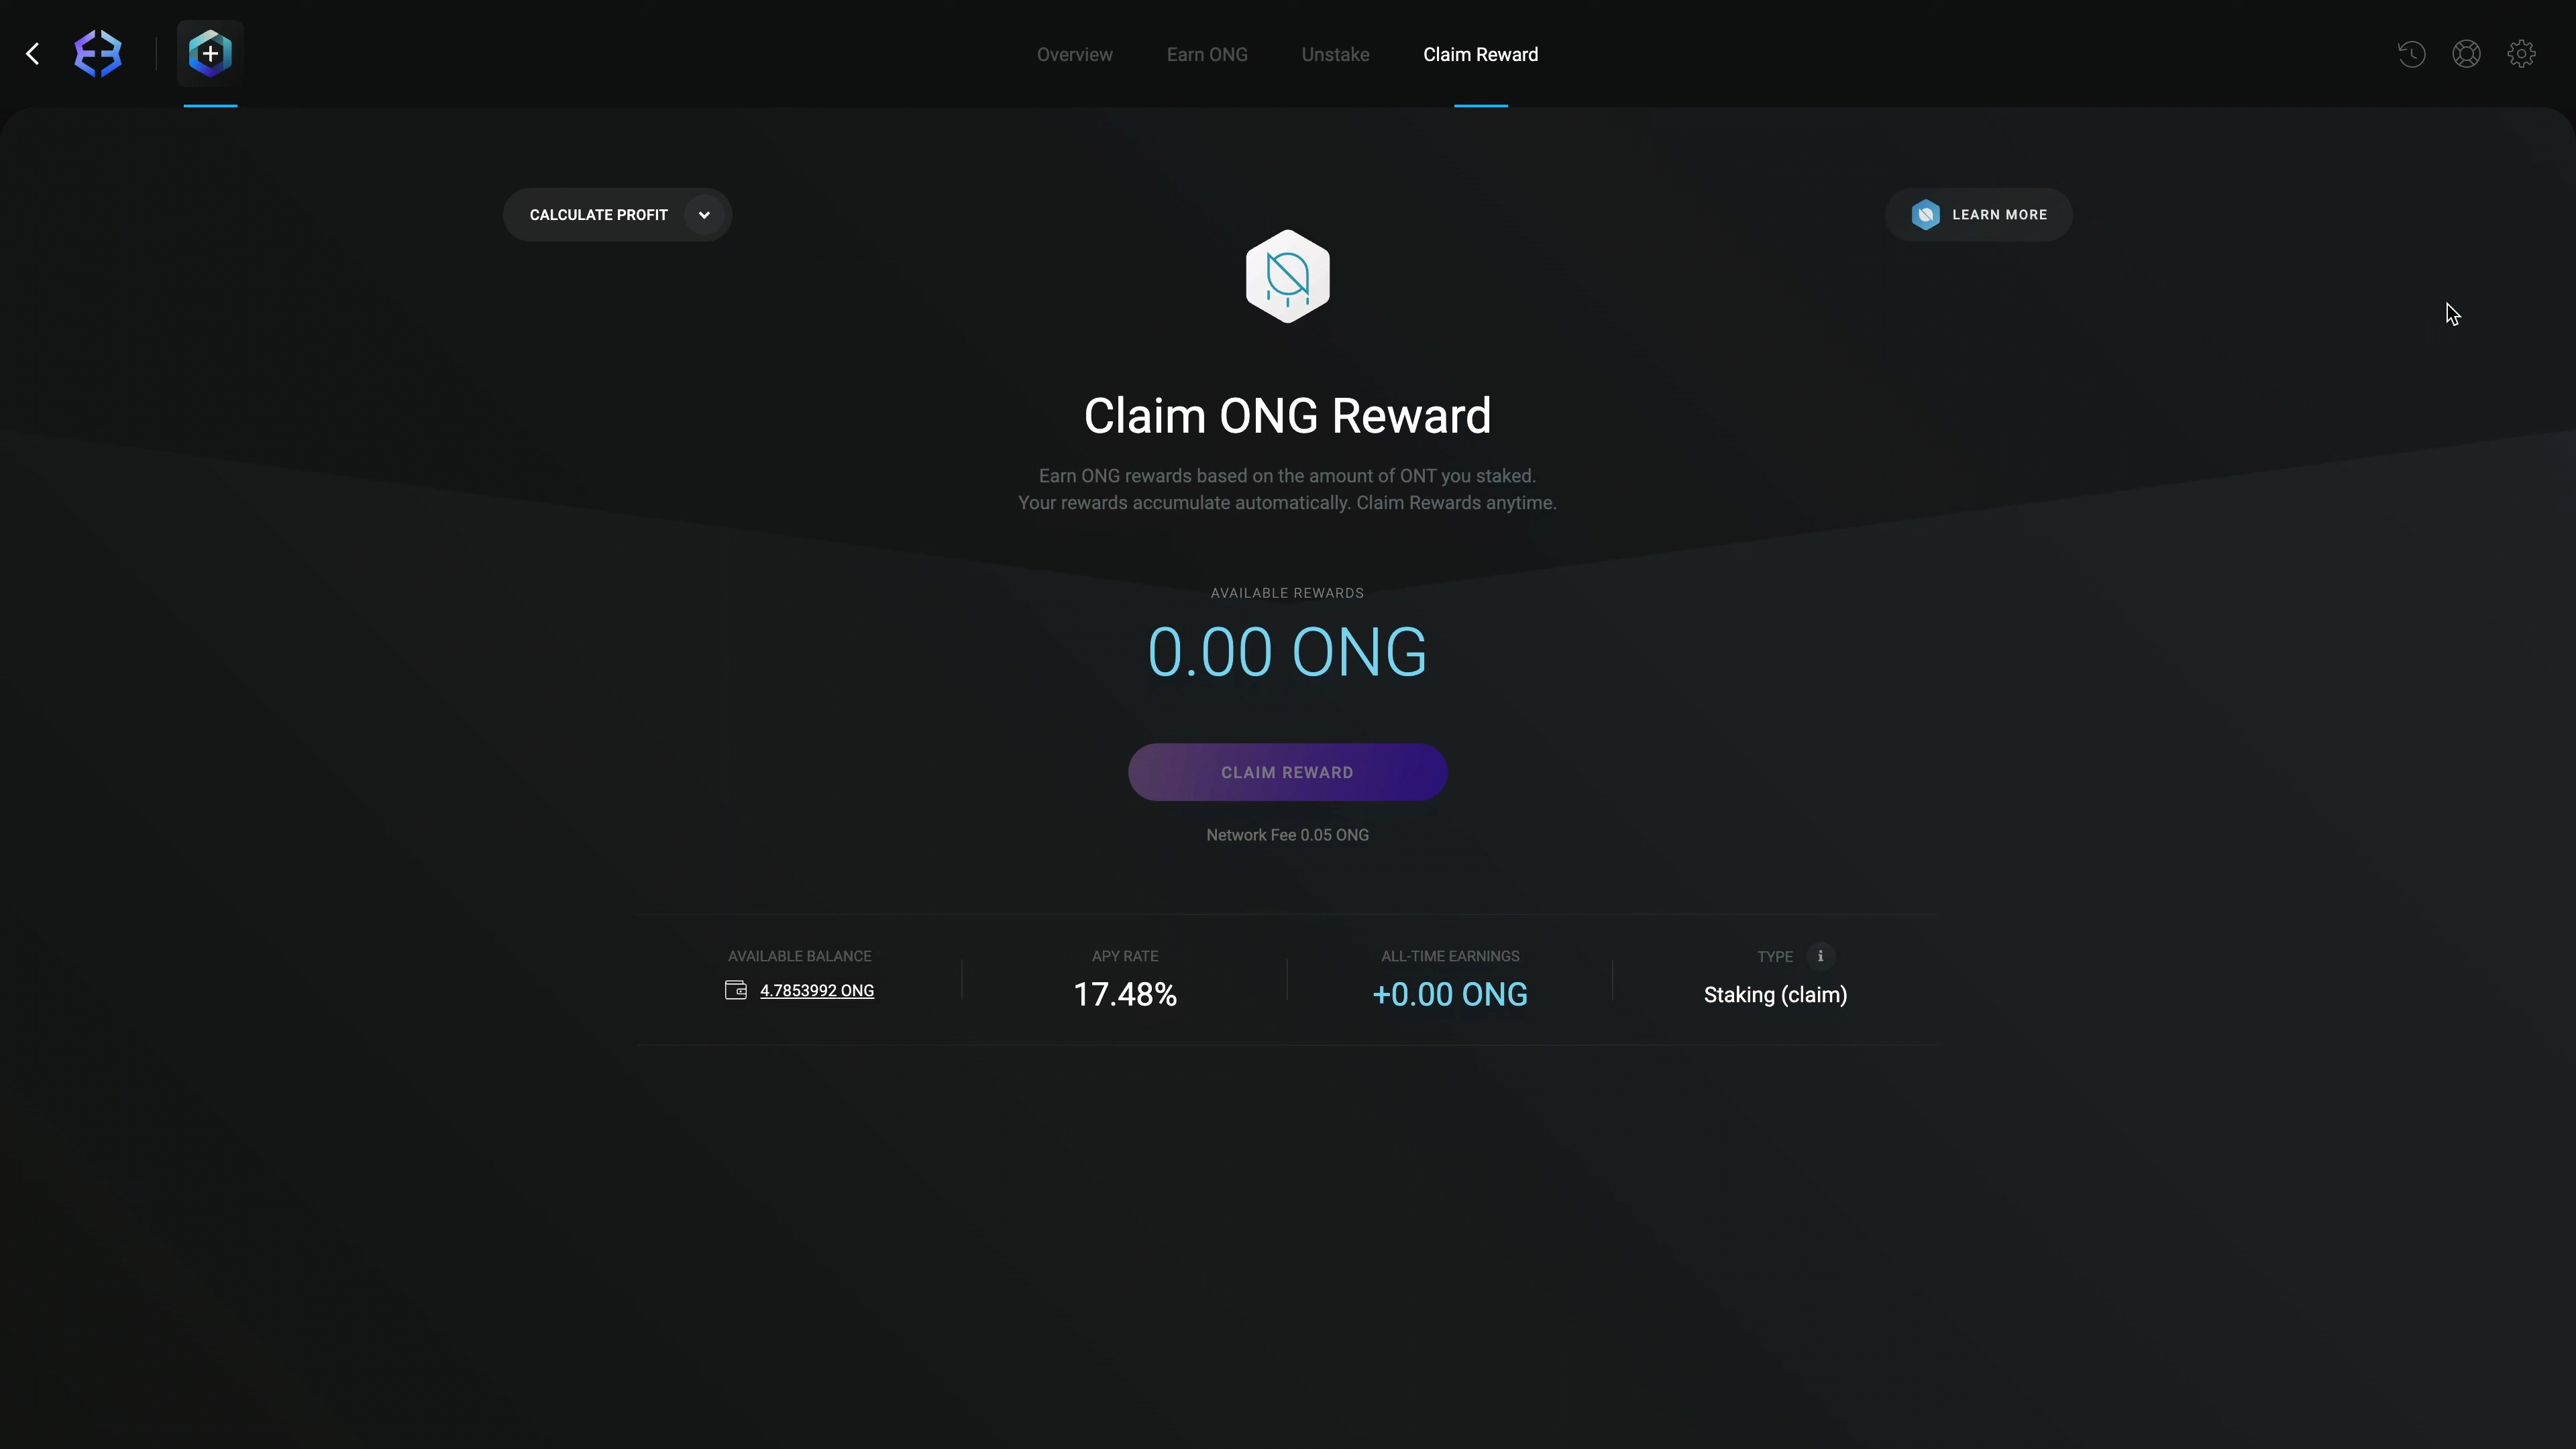 Overview
Earn ONG
Unstake
Claim Reward
CALCULATE PROFIT
LEARN MORE
Claim ONG Reward
Earn ONG rewards based on the amount of ONT you staked.
Your rewards accumulate automatically. Claim Rewards anytime.
AVAILABLE REWARDS
0.00 ONG
CLAIM REWARD
Network Fee 0.05 ONG
AVAILABLE BALANCE
4.7853992 ONG
APY RATE
17.48%
ALL-TIME EARNINGS
+0.00 ONG
TYPE i
Staking (claim)